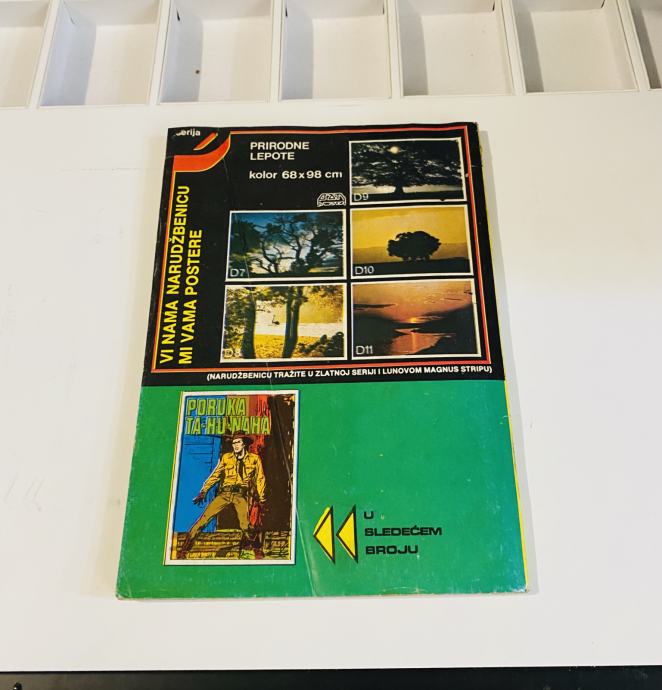 serija
PRIRODNE
LEPOTE
kolor 68 x 98 cm
VI NAMA NARUDŽBENICU
MI VAMA POSTERE
D9
D7
D10
D11
(NARUDŽBENICU TRAŽITE U ZLATNOJ SERIJI I LUNOVOM MAGNUS STRIPU)
PORUKA
TA-HU-NAHA
U
SLEDEĆEM
BROJU